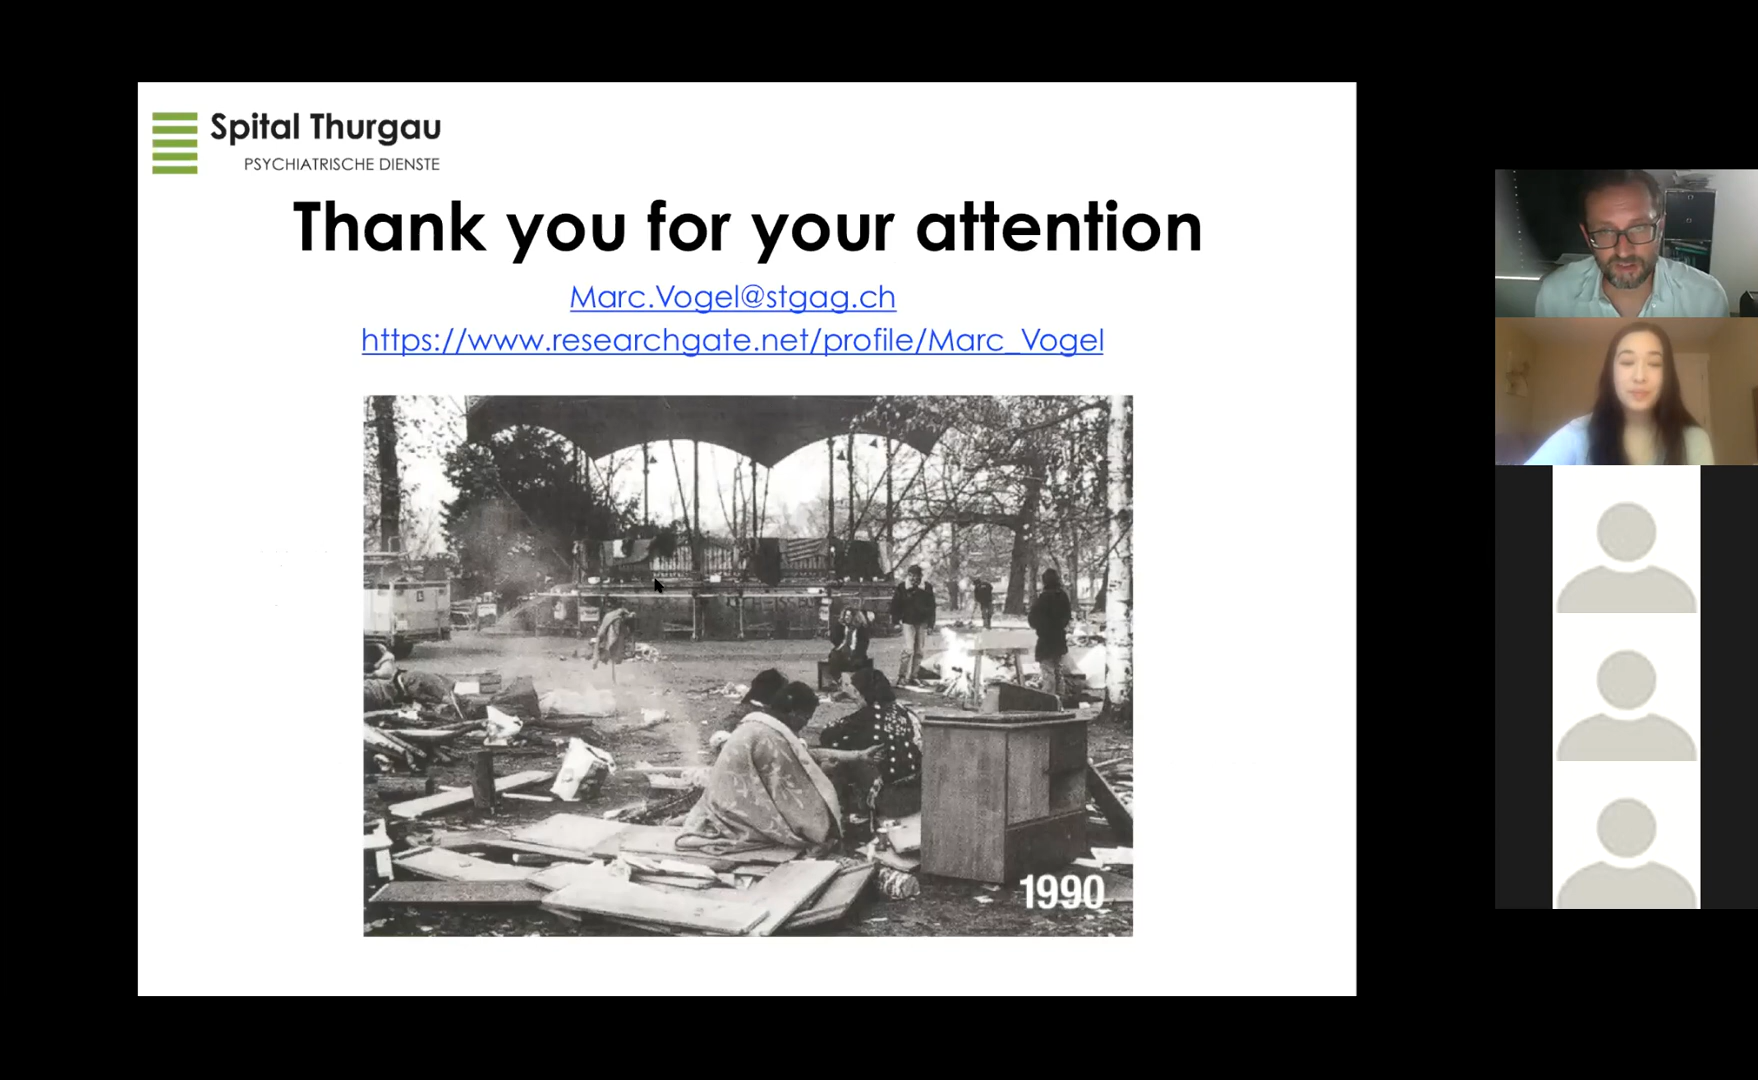 Spital Thurgau
PSYCHIATRISCHE DIENSTE
Thank you for your attention
Marc.Vogel@stgag.ch
https://www.researchgate.net/profile/Marc_Vogel
1990